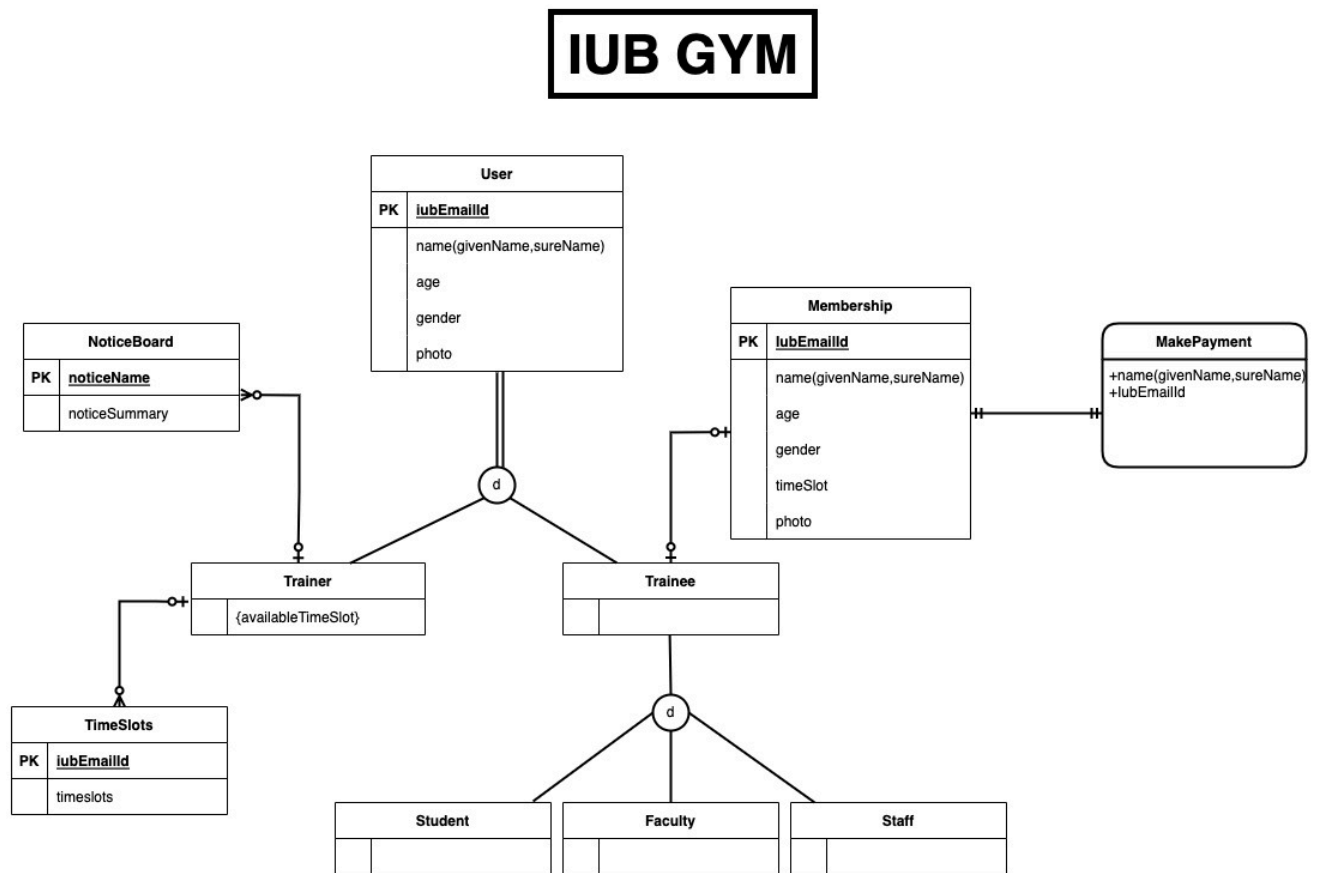 IUB GYM
User
PK iubEmailId
name(givenName,sureName)
age
gender
photo
Membership
PK IubEmailId
name(givenName,sureName)
age
gender
timeSlot
photo
MakePayment
+name(givenName,sureName)
+IubEmailId
NoticeBoard
PK noticeName
noticeSummary
d
Trainer
{availableTimeSlot}
Trainee
TimeSlots
PK iubEmailId
timeslots
d
Student
Faculty
Staff